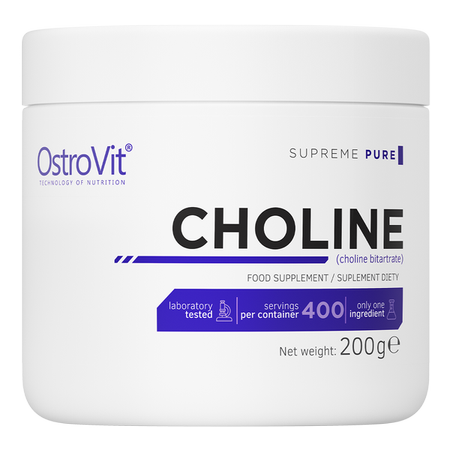 OstroVit®
TECHNOLOGY OF NUTRITION
SUPREME PURE
CHOLINE
(choline bitartrate)
FOOD SUPPLEMENT / SUPLEMENT DIETY
laboratory
tested
servings
per container
400
only one
ingredient
Net weight: 200g℮